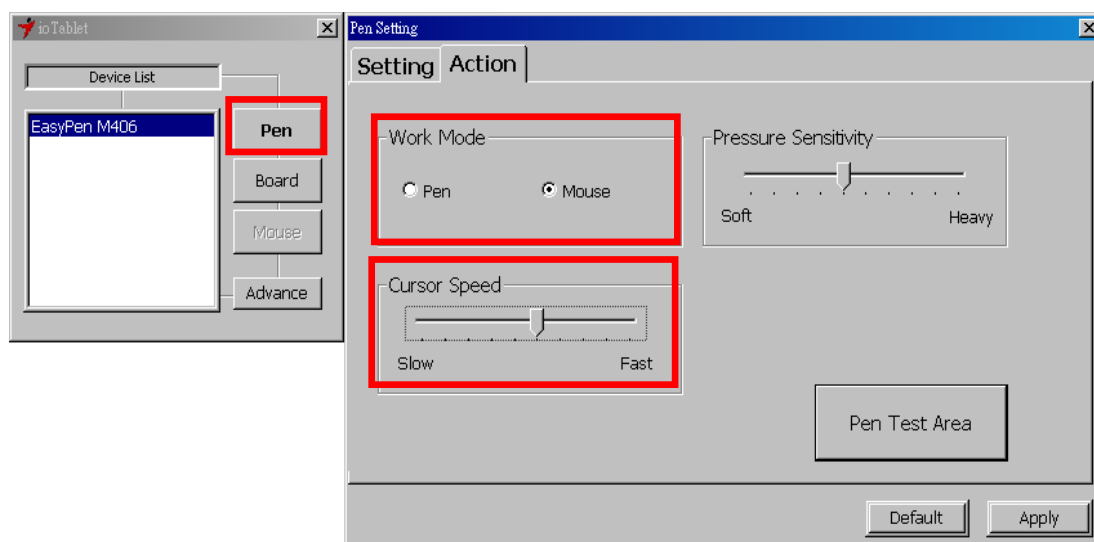 ioTablet
Device List
EasyPen M406
Pen
Board
Mouse
Advance
Pen Setting
Setting Action
Work Mode
Pen Mouse
Pressure Sensitivity
Soft Heavy
Cursor Speed
Slow Fast
Pen Test Area
Default Apply